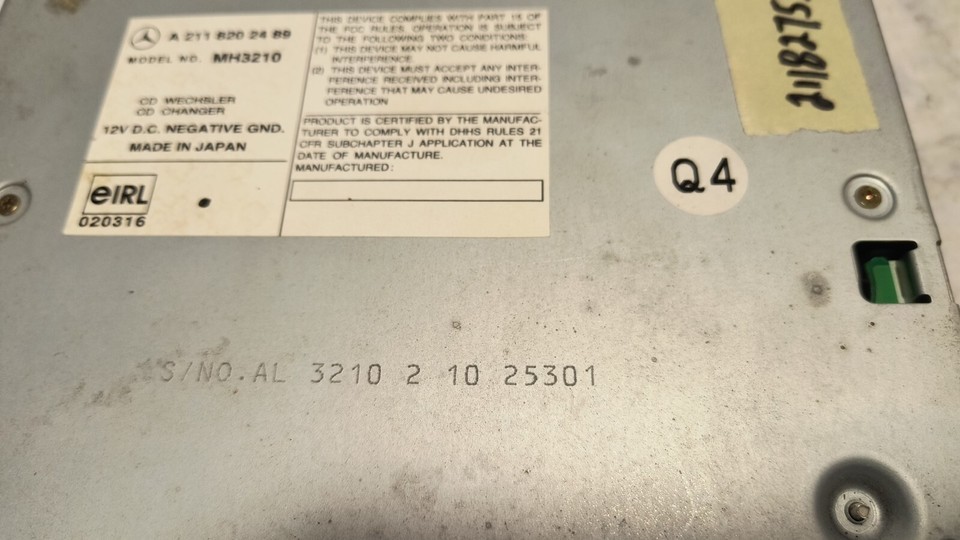 A 211 820 24 89
MODEL NO. MH3210
CD WECHSLER
CD CHANGER
12V D.C. NEGATIVE GND.
MADE IN JAPAN
eIRL
020316
THIS DEVICE COMPLIES WITH PART 15 OF
THE FCC RULES. OPERATION IS SUBJECT
TO THE FOLLOWING TWO CONDITIONS:
(1) THIS DEVICE MAY NOT CAUSE HARMFUL
INTERFERENCE.
(2) THIS DEVICE MUST ACCEPT ANY INTER-
FERENCE RECEIVED INCLUDING INTER-
FERENCE THAT MAY CAUSE UNDESIRED
OPERATION
PRODUCT IS CERTIFIED BY THE MANUFAC-
TURER TO COMPLY WITH DHHS RULES 21
CFR SUBCHAPTER J APPLICATION AT THE
DATE OF MANUFACTURE.
MANUFACTURED:
Q4
S/NO.AL 3210 2 10 25301